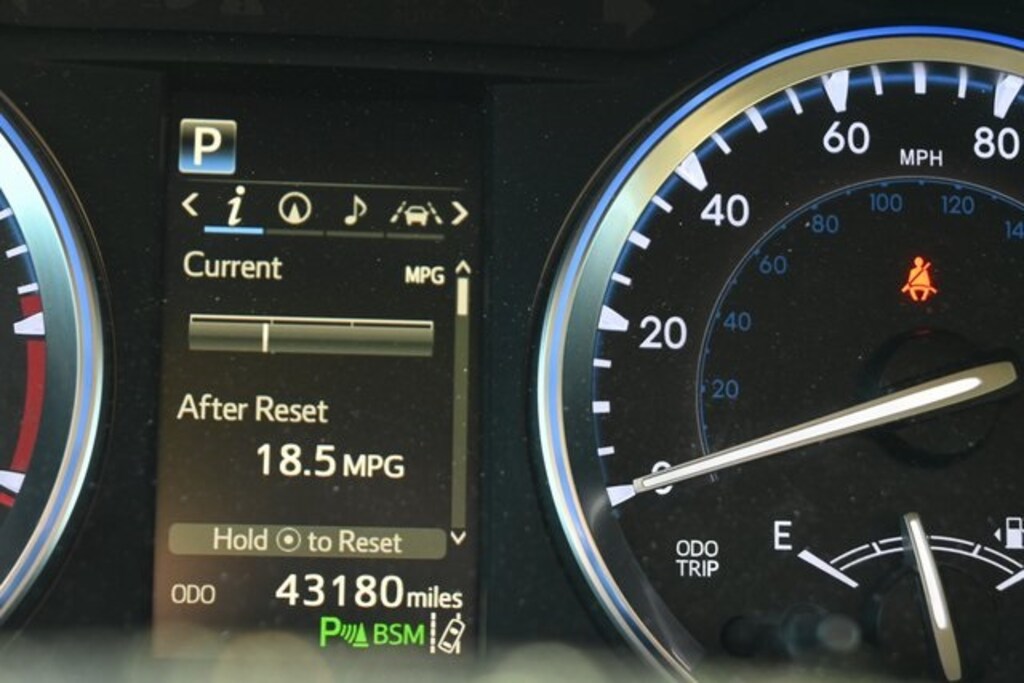 P
Current MPG
After Reset
18.5 MPG
Hold to Reset
ODO 43180 miles
P BSM
0
20
40
60
80
MPH
20
40
60
80
100
120
14
ODO
TRIP
E